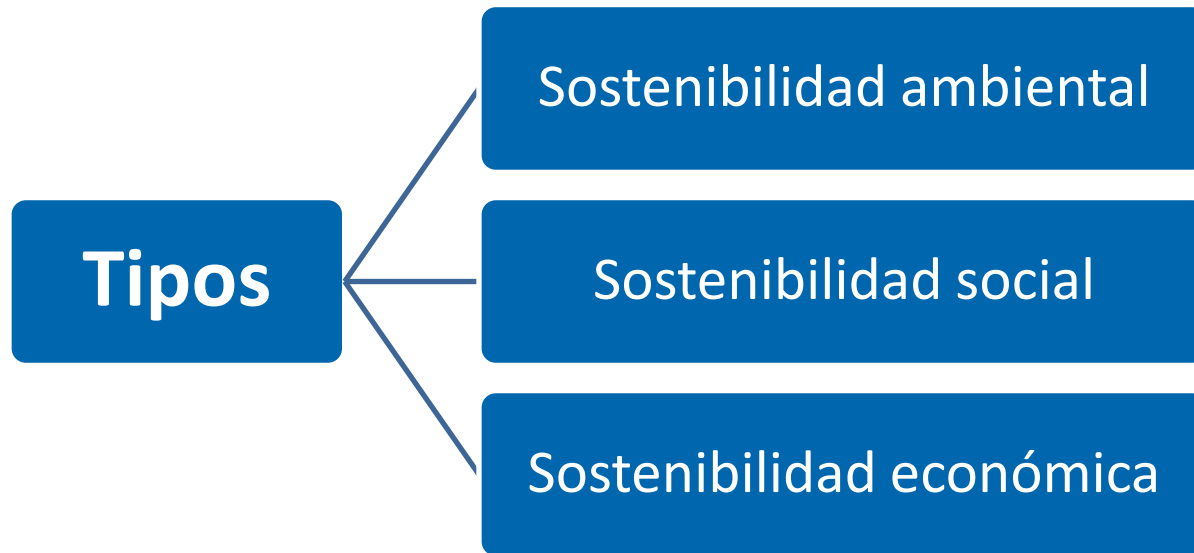 Sostenibilidad ambiental
Tipos
Sostenibilidad social
Sostenibilidad económica